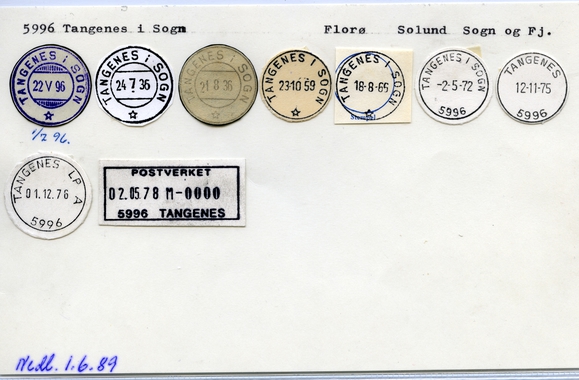 5996 Tangenes i Sogn Florø Solund Sogn og Fj.
TANGENES i SOGN
22 V 96
TANGENES i SOGN
24 7 36
TANGENES i SOGN
21 8 36
TANGENES i SOGN
23 10 59
TANGENES i SOGN
18-8-66
Stempel
TANGENES i SOGN
-2-5-72
5996
TANGENES
12-11-75
5996
1/2 96.
TANGENES LP A
01.12.76
5996
POSTVERKET
02.05.78 M-0000
5996 TANGENES
Nedl. 1.6.89